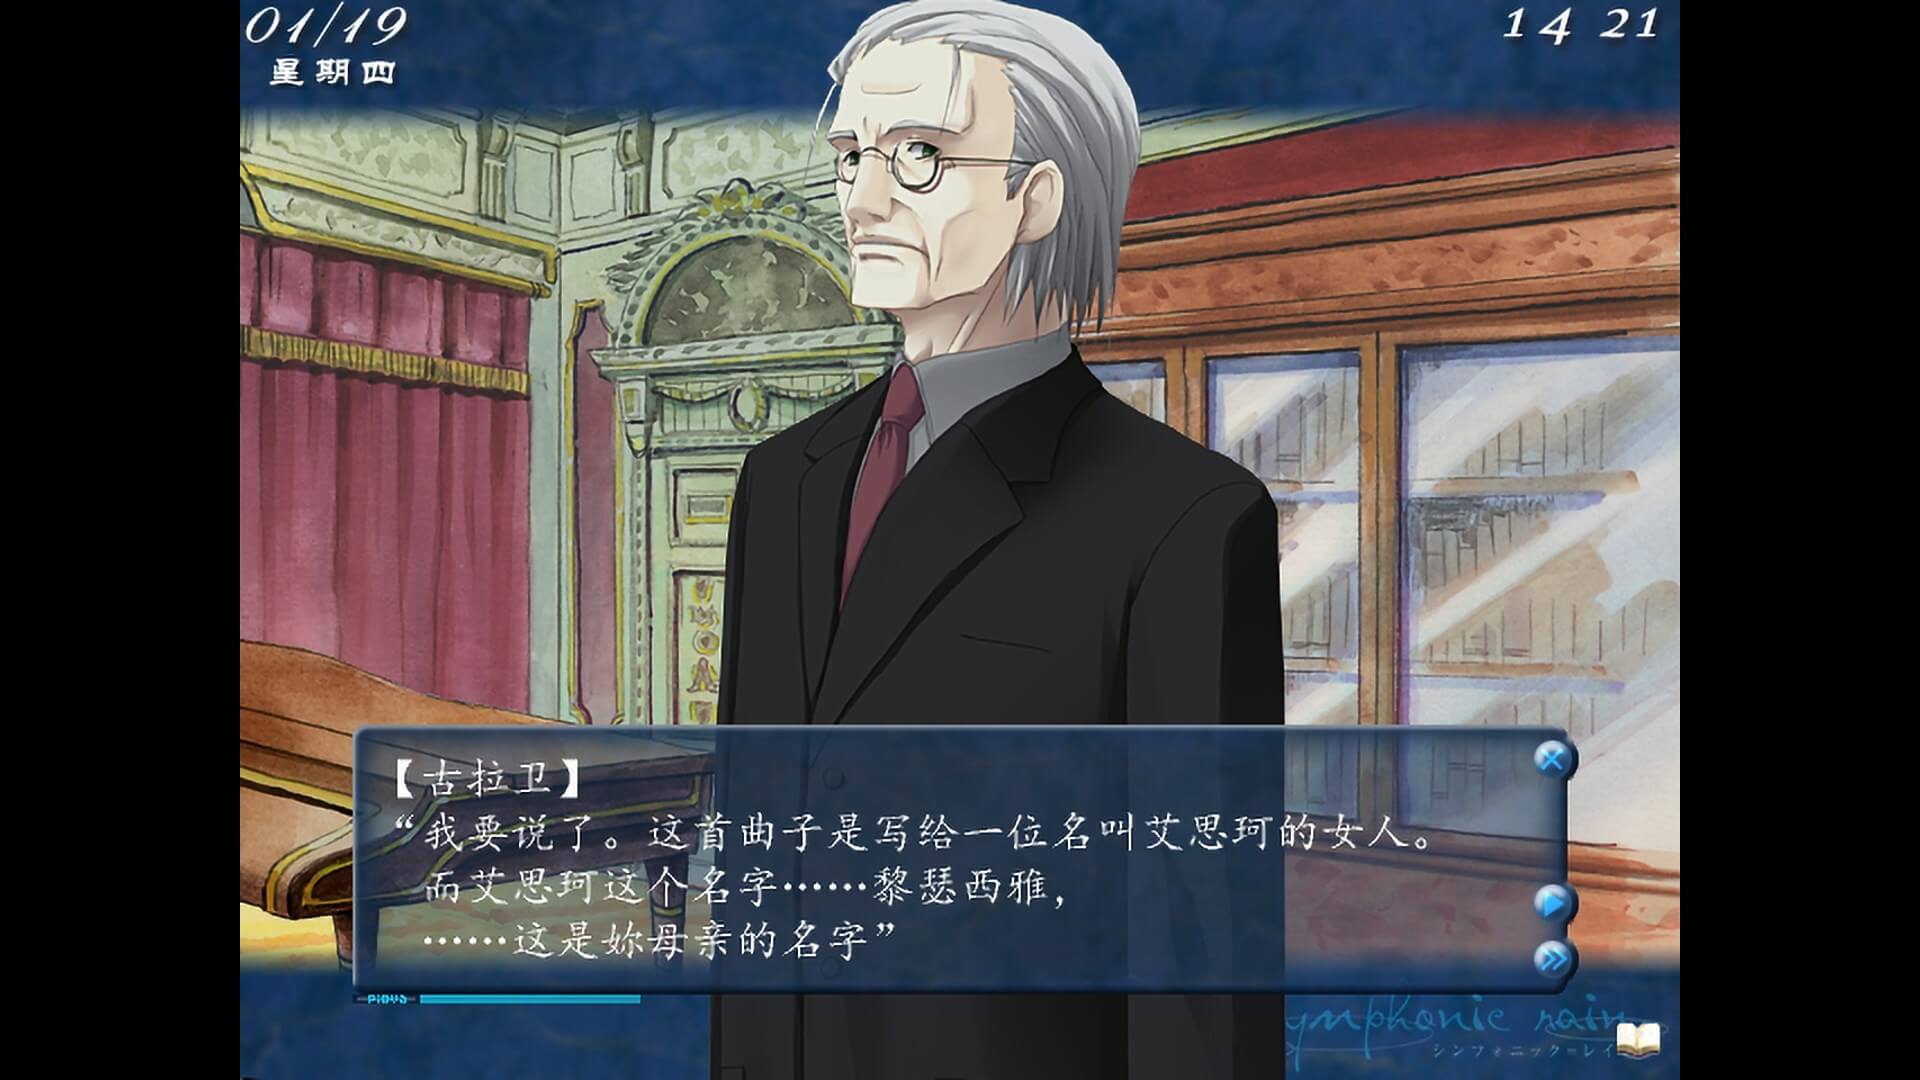 01/19
星期四
14 21
【古拉卫】
“我要说了。这首曲子是写给一位名叫艾思珂的女人。
而艾思珂这个名字……黎瑟西雅，
……这是妳母亲的名字”
ymphonic rain
シンフォニック=レイ